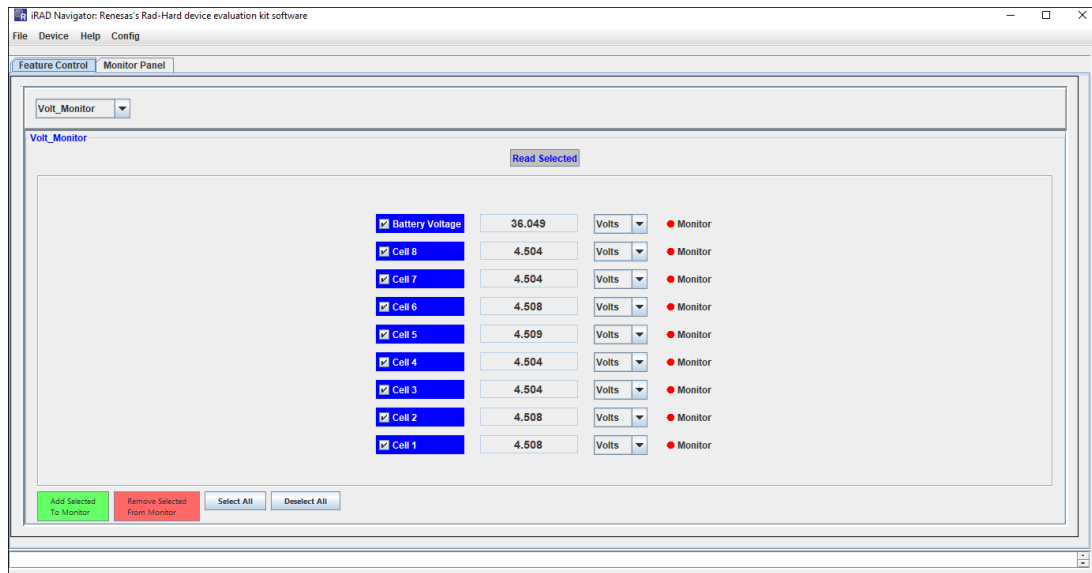 iRAD Navigator: Renesas's Rad-Hard device evaluation kit software
File Device Help Config
Feature Control Monitor Panel
Volt_Monitor
Volt_Monitor
Read Selected
Battery Voltage 36.049 Volts Monitor
Cell 8 4.504 Volts Monitor
Cell 7 4.504 Volts Monitor
Cell 6 4.508 Volts Monitor
Cell 5 4.509 Volts Monitor
Cell 4 4.504 Volts Monitor
Cell 3 4.504 Volts Monitor
Cell 2 4.508 Volts Monitor
Cell 1 4.508 Volts Monitor
Add Selected Remove Selected Select All Deselect All
To Monitor From Monitor